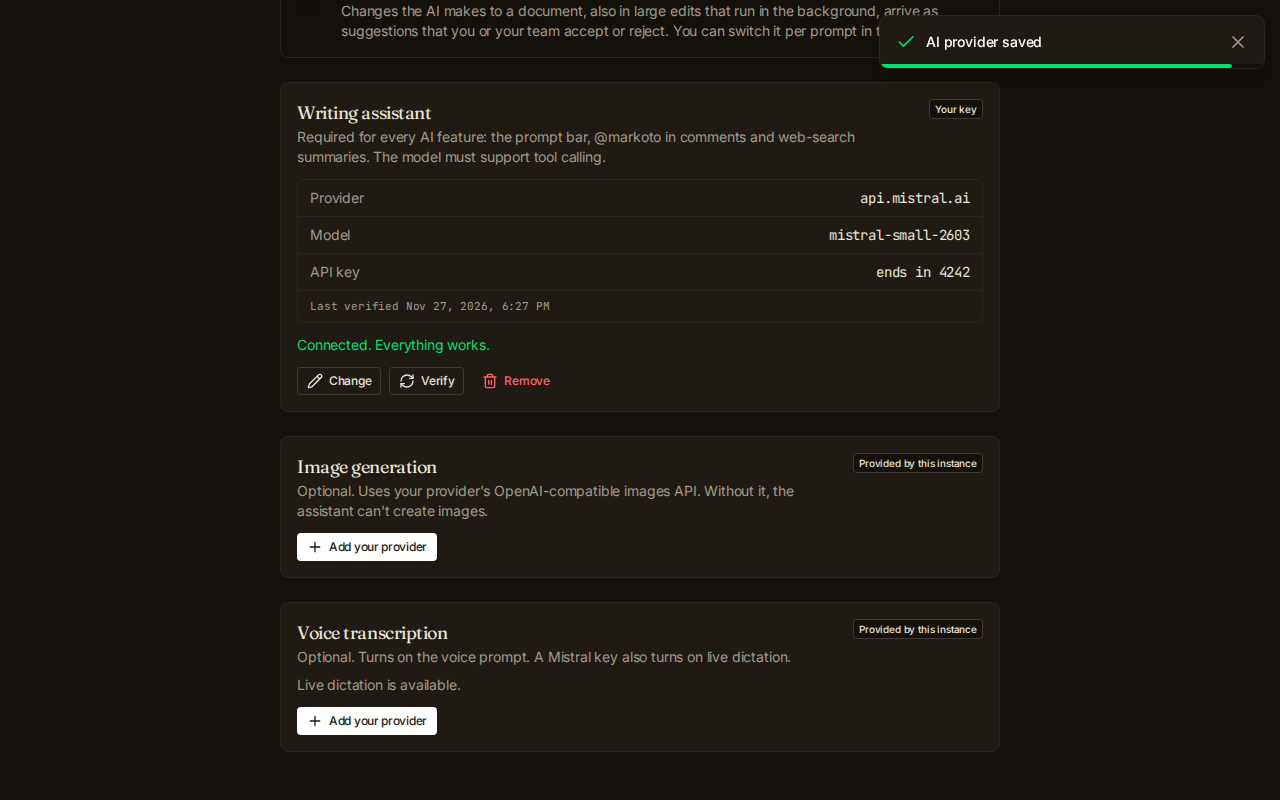 Changes the AI makes to a document, also in large edits that run in the background, arrive as
suggestions that you or your team accept or reject. You can switch it per prompt in t
AI provider saved
Writing assistant
Your key
Required for every AI feature: the prompt bar, @markoto in comments and web-search
summaries. The model must support tool calling.
Provider
api.mistral.ai
Model
mistral-small-2603
API key
ends in 4242
Last verified Nov 27, 2026, 6:27 PM
Connected. Everything works.
Change
Verify
Remove
Image generation
Provided by this instance
Optional. Uses your provider's OpenAI-compatible images API. Without it, the
assistant can't create images.
Add your provider
Voice transcription
Provided by this instance
Optional. Turns on the voice prompt. A Mistral key also turns on live dictation.
Live dictation is available.
Add your provider